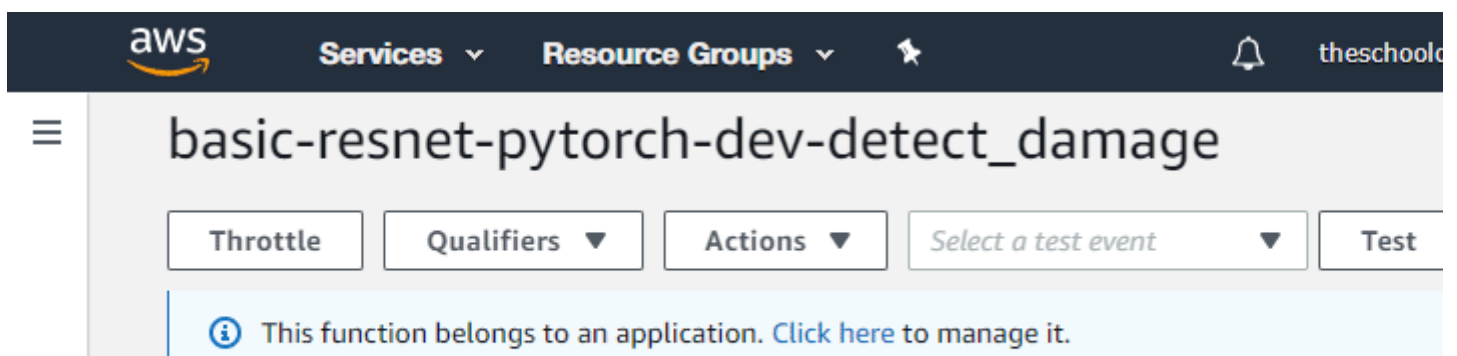 aws Services Resource Groups
basic-resnet-pytorch-dev-detect_damage
Throttle Qualifiers Actions Select a test event Test
This function belongs to an application. Click here to manage it.